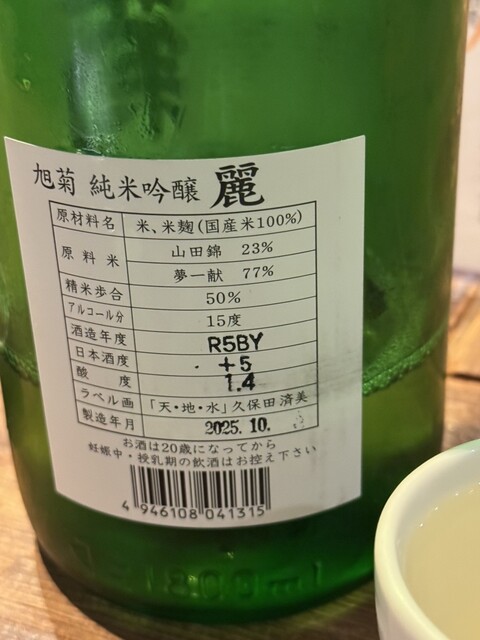 旭菊 純米吟醸 麗
原材料名 米、米麹(国産米100%)
原料米 山田錦 23%
夢一献 77%
精米歩合 50%
アルコール分 15度
酒造年度 R5BY
日本酒度 +5
酸度 1.4
ラベル画 「天・地・水」久保田済美
製造年月 2025.10.
お酒は20歳になってから
妊娠中・授乳期の飲酒はお控え下さい
4 946108 041315
1800ml